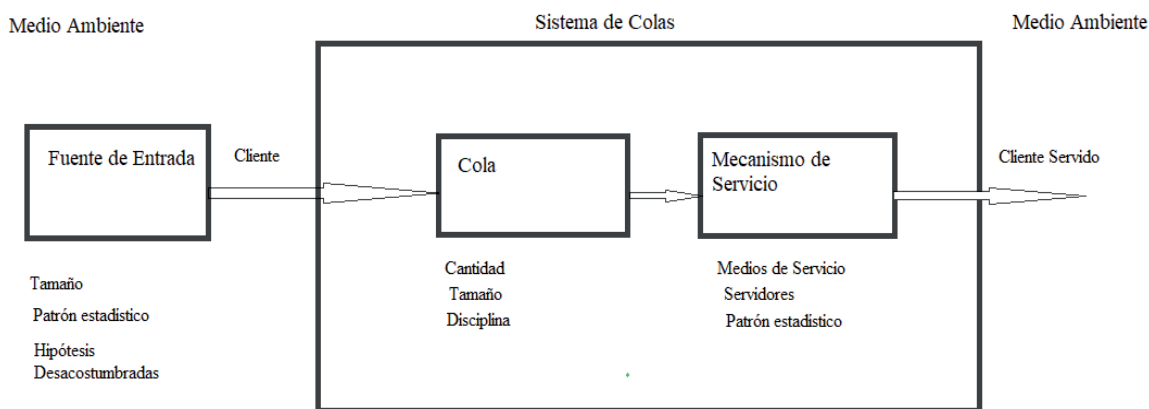 Medio Ambiente
Sistema de Colas
Medio Ambiente
Fuente de Entrada
Cliente
Cola
Mecanismo de
Servicio
Cliente Servido
Tamaño
Patrón estadístico
Hipótesis
Desacostumbradas
Cantidad
Tamaño
Disciplina
Medios de Servicio
Servidores
Patrón estadístico